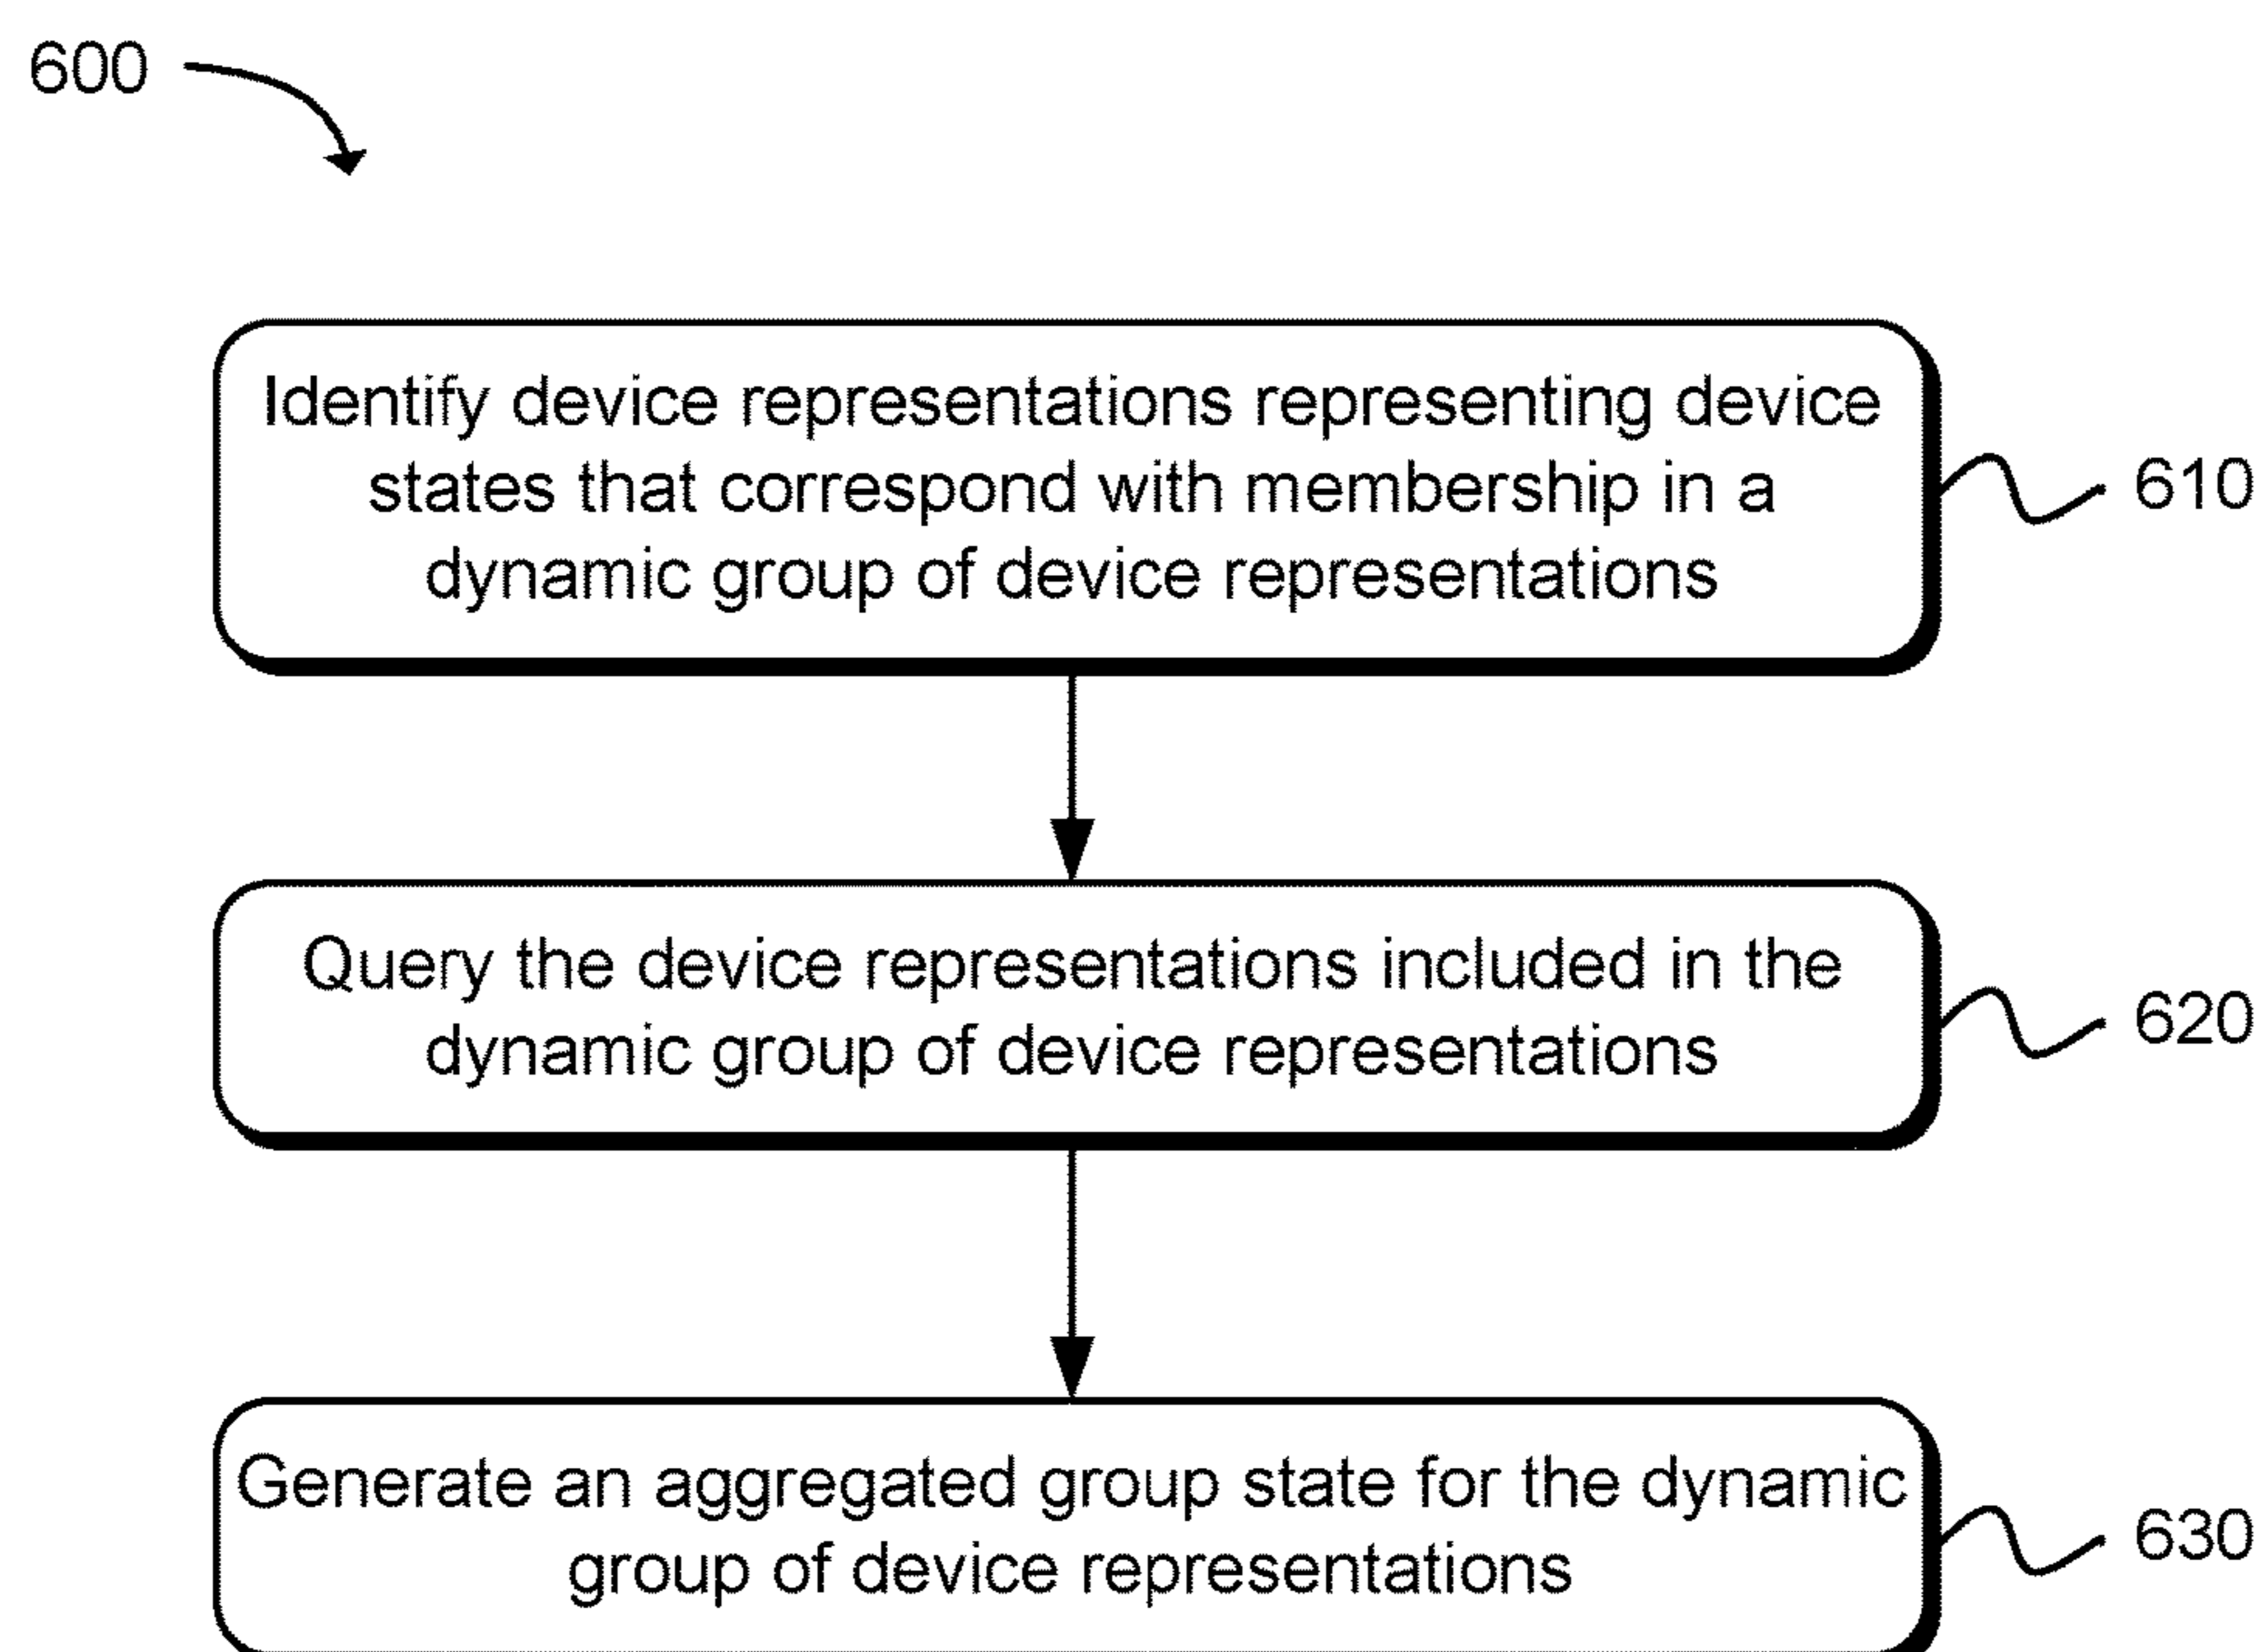 600
Identify device representations representing device
states that correspond with membership in a
dynamic group of device representations
610
Query the device representations included in the
dynamic group of device representations
620
Generate an aggregated group state for the dynamic
group of device representations
630